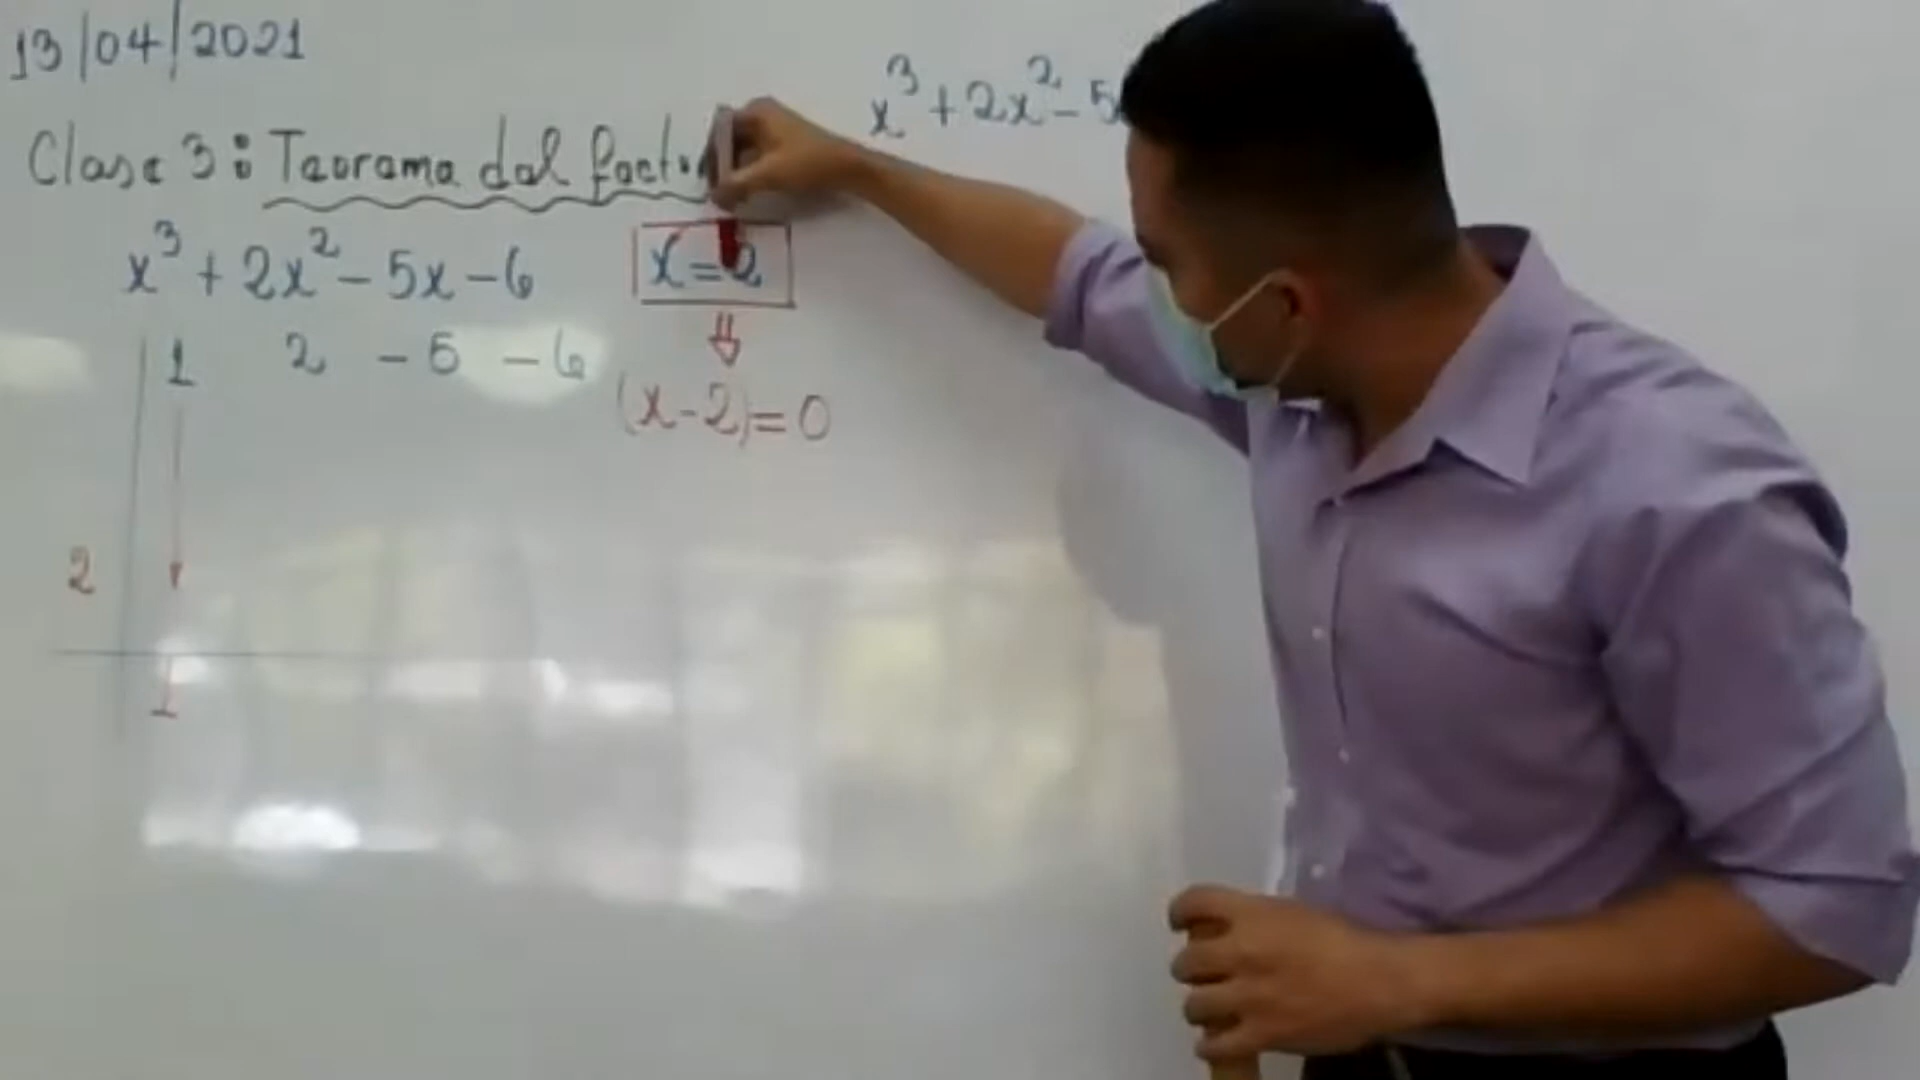 13/04/2021
Clase 3: Teorema del factor
x³ + 2x² - 5
x³ + 2x² - 5x - 6
x = 2
1 2 - 5 - 6
(x - 2) = 0
2
1